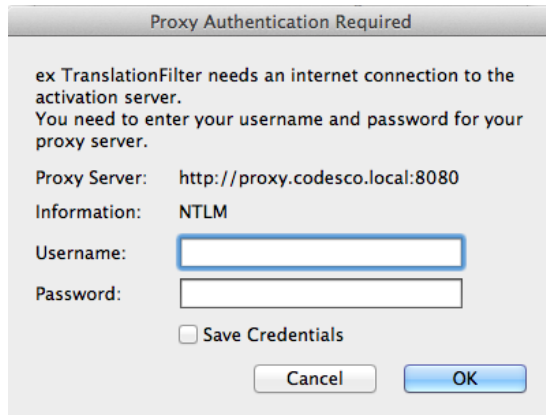 Proxy Authentication Required
ex TranslationFilter needs an internet connection to the
activation server.
You need to enter your username and password for your
proxy server.
Proxy Server: http://proxy.codesco.local:8080
Information: NTLM
Username:
Password:
Save Credentials
Cancel OK